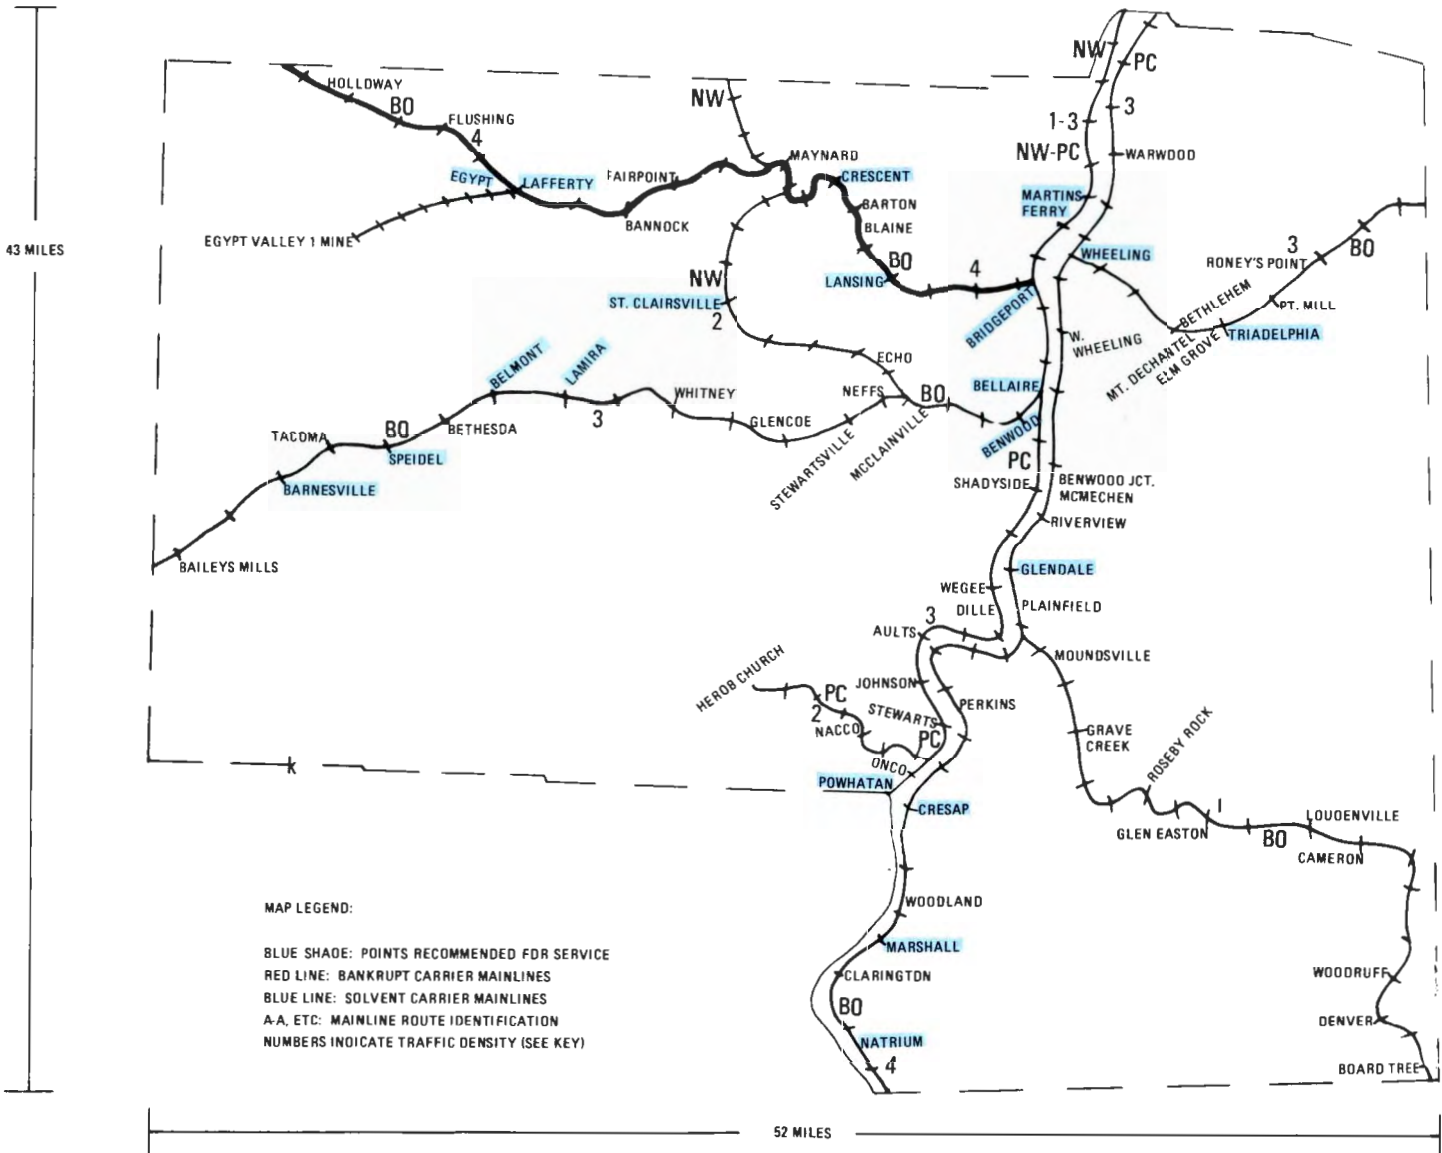 NW
PC
HOLLOWAY
BO
FLUSHING
4
NW
1-3
3
NW-PC
WARWOOD
MAYNARD
EGYPT
LAFFERTY
FAIRPOINT
CRESCENT
MARTINS
FERRY
BANNOCK
BARTON
BLAINE
EGYPT VALLEY 1 MINE
43 MILES
WHEELING
3
BO
RONEY'S POINT
BO
NW
LANSING
4
ST. CLAIRSVILLE
2
BRIDGEPORT
BETHLEHEM
PT. MILL
TRIADELPHIA
W.
WHEELING
MT. DECHANTEL
ELM GROVE
ECHO
BELMONT
LAMIRA
BELLAIRE
NEFFS
BO
WHITNEY
3
GLENCOE
BETHESDA
BENWOOD
TACOMA
BO
SPEIDEL
STEWARTSVILLE
MCCLAINVILLE
PC
SHADYSIDE
BENWOOD JCT.
MCMECHEN
BARNESVILLE
RIVERVIEW
BAILEYS MILLS
GLENDALE
WEGEE
DILLE
PLAINFIELD
3
AULTS
MOUNDSVILLE
HEROB CHURCH
JOHNSON
PC
2
STEWARTS
PERKINS
NACCO
PC
GRAVE
CREEK
ROSEBY ROCK
ONCO
POWHATAN
CRESAP
1
GLEN EASTON
BO
LOUDENVILLE
CAMERON
MAP LEGEND:
WOODLAND
BLUE SHADE: POINTS RECOMMENDED FOR SERVICE
MARSHALL
RED LINE: BANKRUPT CARRIER MAINLINES
CLARINGTON
WOODRUFF
BLUE LINE: SOLVENT CARRIER MAINLINES
BO
A-A, ETC: MAINLINE ROUTE IDENTIFICATION
DENVER
NUMBERS INDICATE TRAFFIC DENSITY (SEE KEY)
NATRIUM
4
BOARD TREE
52 MILES